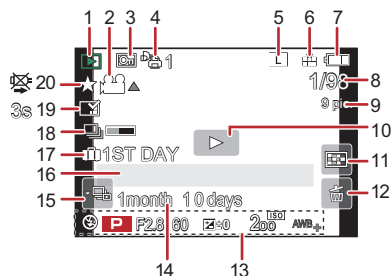 1 2 3 4 5 6 7
1 L
20 1/98 8
3s 19 9 pic. 9
18 10
17 1ST DAY 11
16
15 1month 10days 12
P F2.8 60 ±0 ISO 200 AWB
14 13